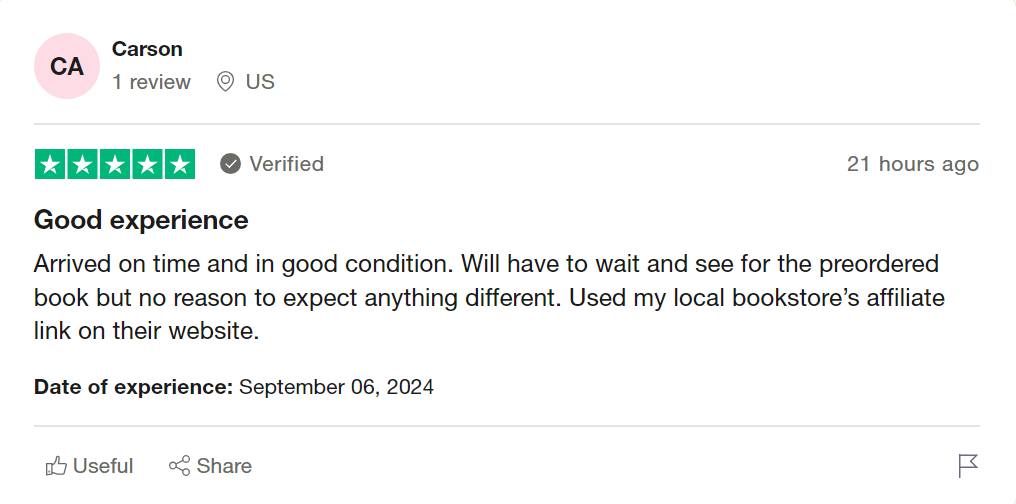 CA
Carson
1 review US
Verified 21 hours ago
Good experience
Arrived on time and in good condition. Will have to wait and see for the preordered
book but no reason to expect anything different. Used my local bookstore’s affiliate
link on their website.
Date of experience: September 06, 2024
Useful Share